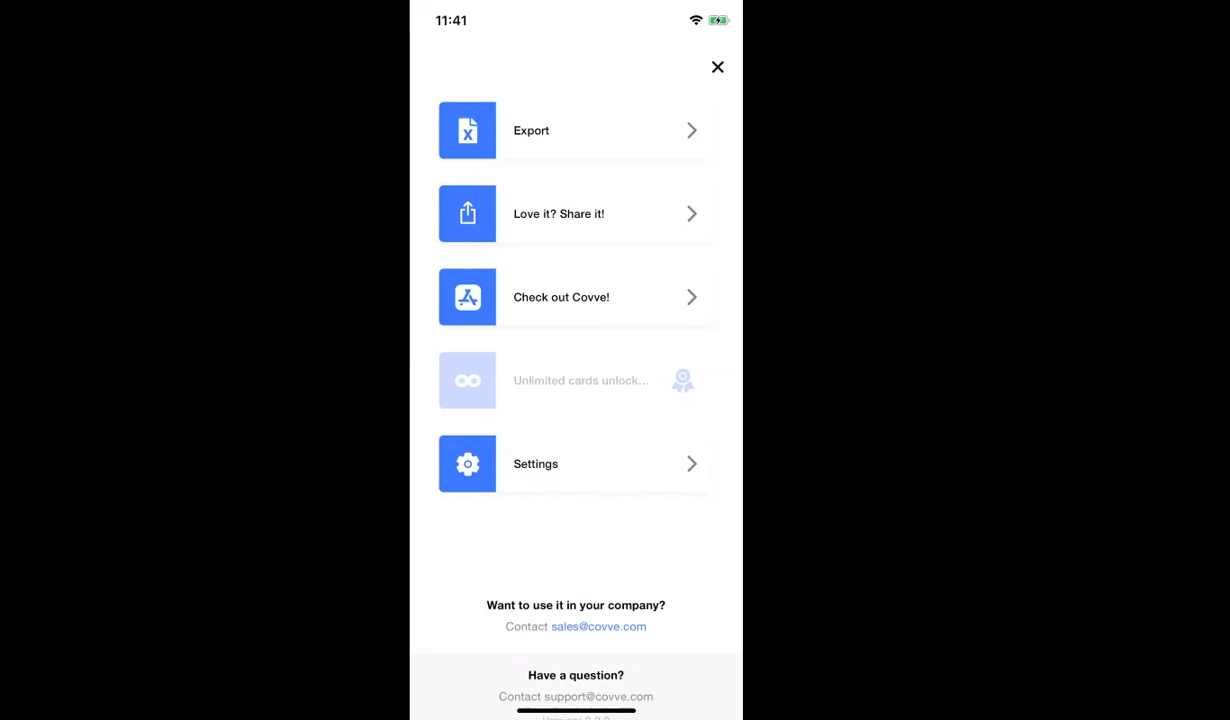 11:41
Export
Love it? Share it!
Check out Covve!
Unlimited cards unlock...
Settings
Want to use it in your company?
Contact sales@covve.com
Have a question?
Contact support@covve.com